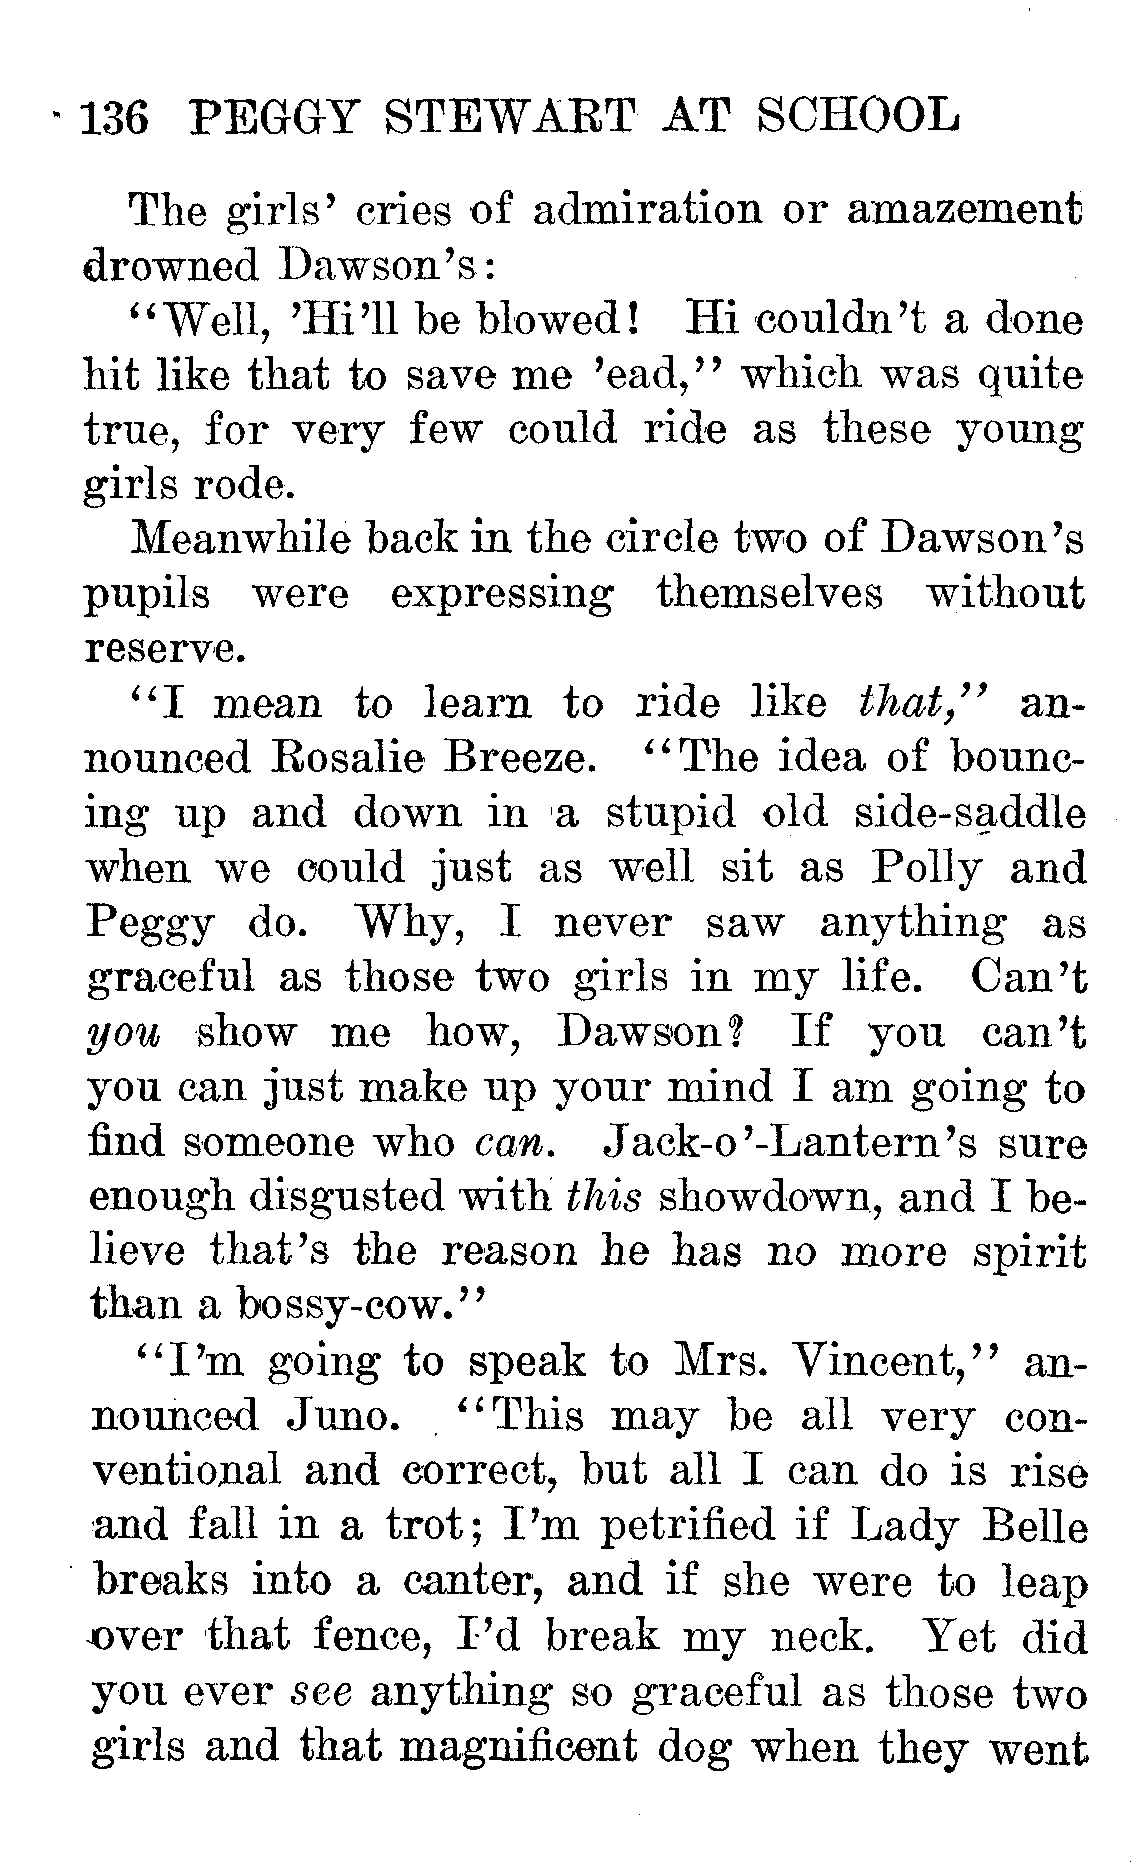 136 PEGGY STEWART AT SCHOOL
The girls' cries of admiration or amazement
drowned Dawson's:
"Well, 'Hi'll be blowed! Hi couldn't a done
hit like that to save me 'ead," which was quite
true, for very few could ride as these young
girls rode.
Meanwhile back in the circle two of Dawson's
pupils were expressing themselves without
reserve.
"I mean to learn to ride like that," an-
nounced Rosalie Breeze. "The idea of bounc-
ing up and down in a stupid old side-saddle
when we could just as well sit as Polly and
Peggy do. Why, I never saw anything as
graceful as those two girls in my life. Can't
you show me how, Dawson? If you can't
you can just make up your mind I am going to
find someone who can. Jack-o'-Lantern's sure
enough disgusted with this showdown, and I be-
lieve that's the reason he has no more spirit
than a bossy-cow."
"I'm going to speak to Mrs. Vincent," an-
nounced Juno. "This may be all very con-
ventional and correct, but all I can do is rise
and fall in a trot; I'm petrified if Lady Belle
breaks into a canter, and if she were to leap
over that fence, I'd break my neck. Yet did
you ever see anything so graceful as those two
girls and that magnificent dog when they went